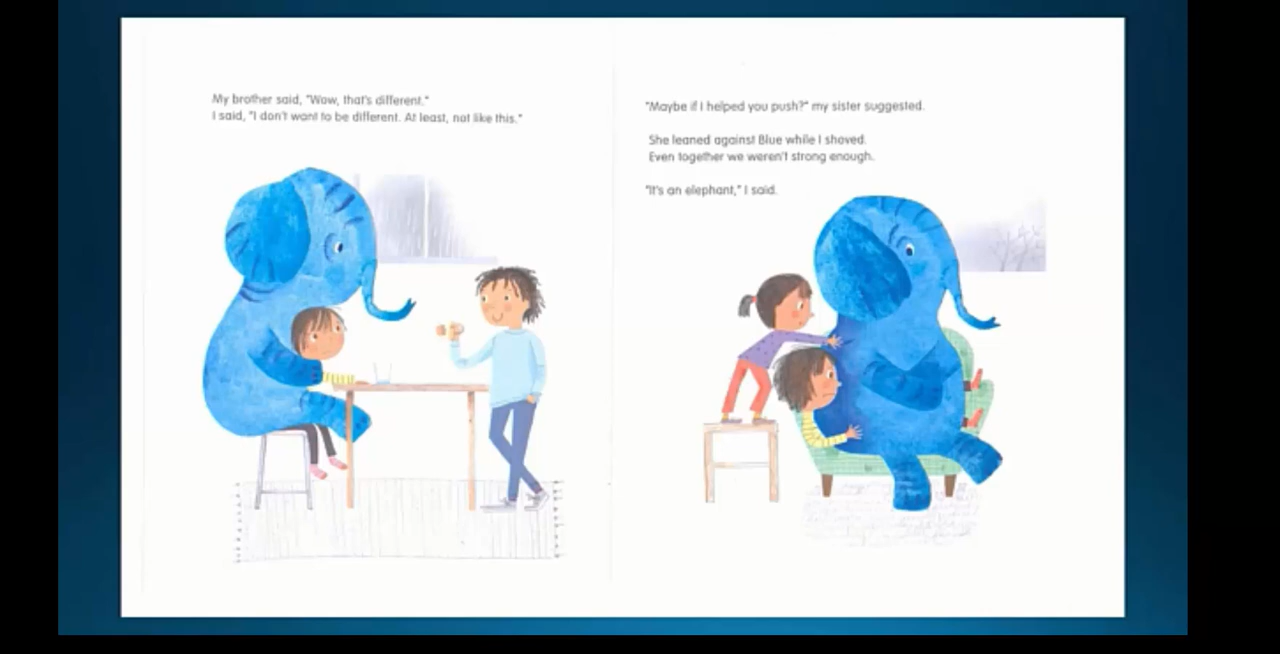 My brother said, "Wow, that's different."
I said, "I don't want to be different. At least, not like this."
"Maybe if I helped you push?" my sister suggested.
She leaned against Blue while I shoved.
Even together we weren't strong enough.
"It's an elephant," I said.